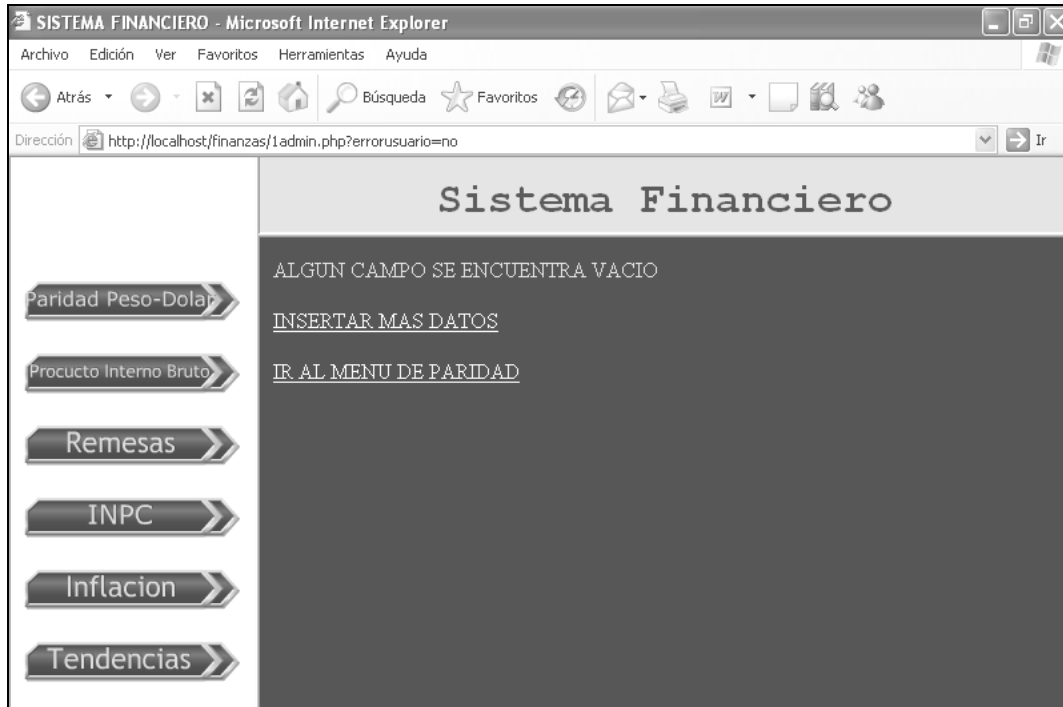 SISTEMA FINANCIERO - Microsoft Internet Explorer
Archivo Edición Ver Favoritos Herramientas Ayuda
Atrás Búsqueda Favoritos
Dirección http://localhost/finanzas/1admin.php?errorusuario=no Ir
Sistema Financiero
ALGUN CAMPO SE ENCUENTRA VACIO
INSERTAR MAS DATOS
IR AL MENU DE PARIDAD
Paridad Peso-Dolar
Procucto Interno Bruto
Remesas
INPC
Inflacion
Tendencias